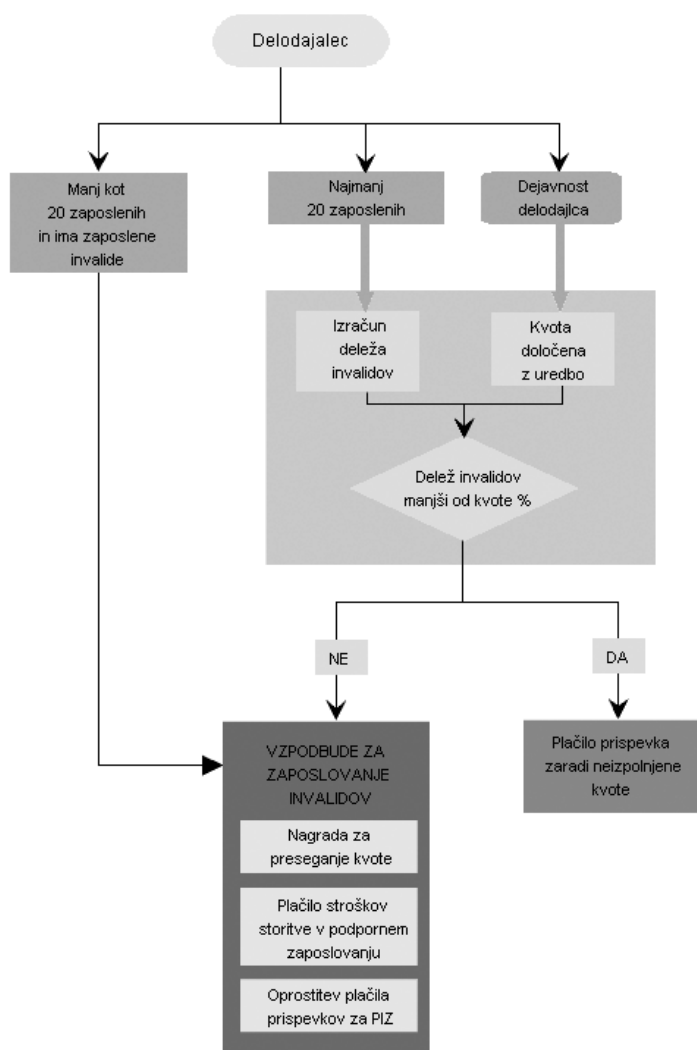 Delodajalec
Manj kot
20 zaposlenih
in ima zaposlene
invalide
Najmanj
20 zaposlenih
Dejavnost
delodajlca
Izračun
deleža
invalidov
Kvota
določena
z uredbo
Delež invalidov
manjši od kvote %
NE
DA
VZPODBUDE ZA
ZAPOSLOVANJE
INVALIDOV
Nagrada za
preseganje kvote
Plačilo stroškov
storitve v podpornem
zaposlovanju
Oprostitev plačila
prispevkov za PIZ
Plačilo prispevka
zaradi neizpolnjene
kvote